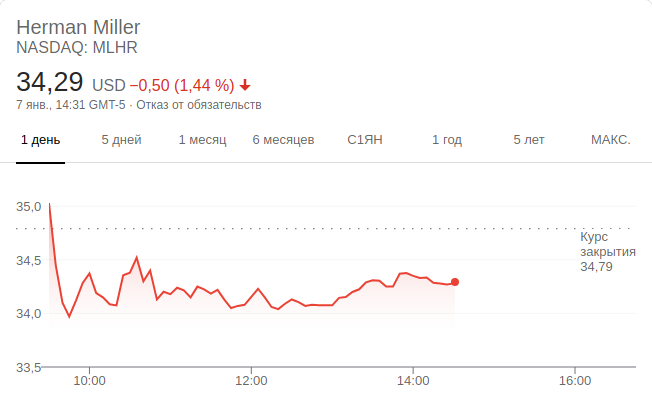 Herman Miller
NASDAQ: MLHR
34,29 USD −0,50 (1,44 %)
7 янв., 14:31 GMT-5 · Отказ от обязательств
1 день 5 дней 1 месяц 6 месяцев С1ЯН 1 год 5 лет МАКС.
35,0
Курс
закрытия
34,79
34,5
34,0
33,5
10:00 12:00 14:00 16:00